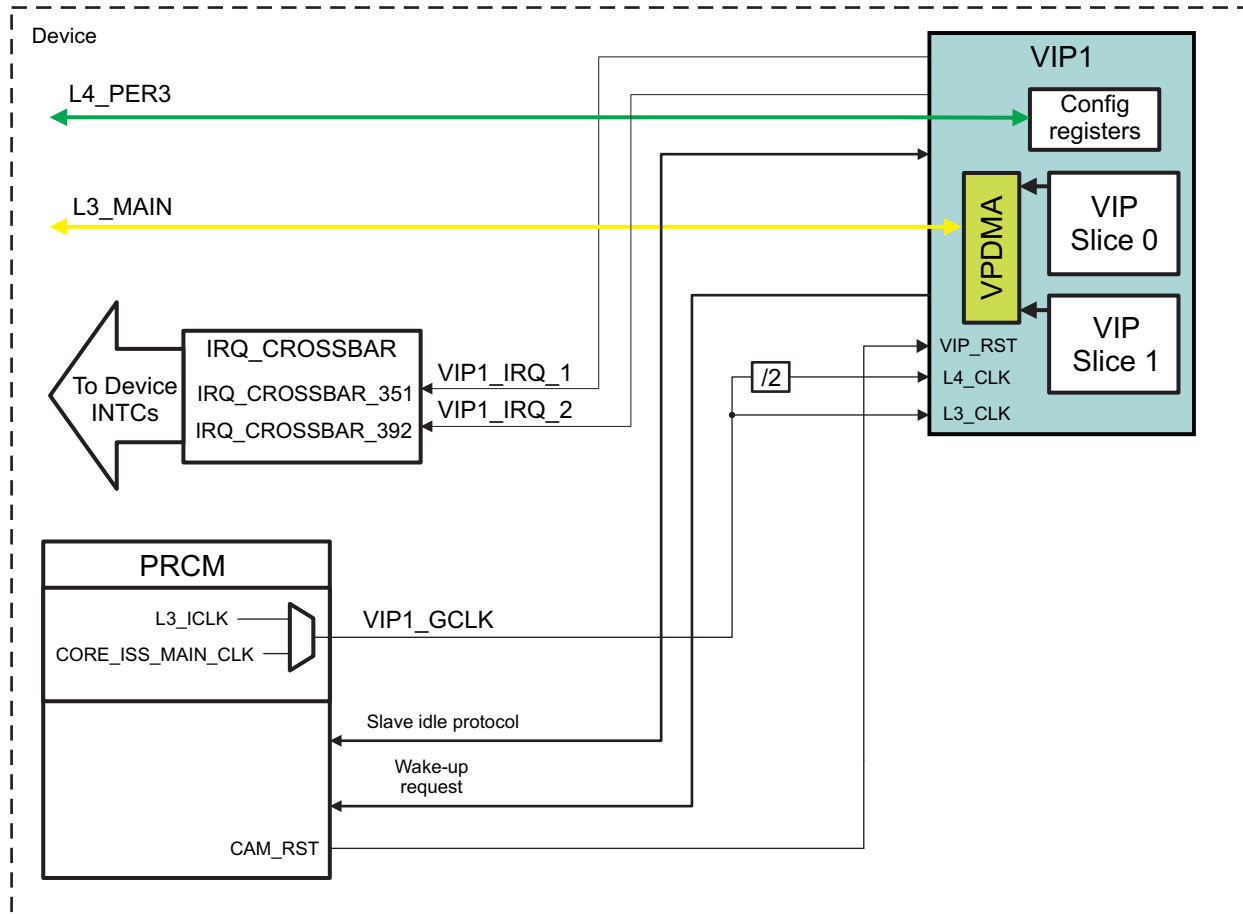 Device
VIP1
L4_PER3
Config
registers
L3_MAIN
VPDMA
VIP
Slice 0
VIP
Slice 1
VIP_RST
L4_CLK
L3_CLK
/2
IRQ_CROSSBAR
IRQ_CROSSBAR_351
IRQ_CROSSBAR_392
To Device
INTCs
VIP1_IRQ_1
VIP1_IRQ_2
PRCM
L3_ICLK
CORE_ISS_MAIN_CLK
VIP1_GCLK
Slave idle protocol
Wake-up
request
CAM_RST